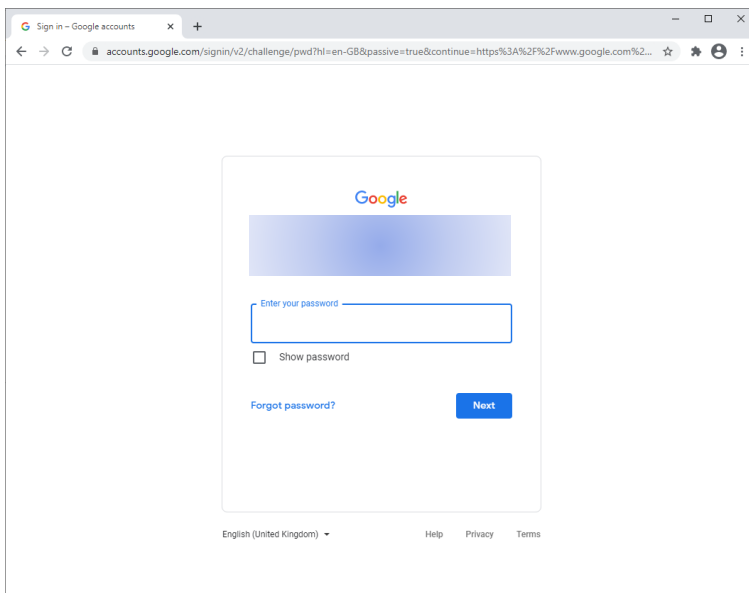 Sign in – Google accounts
accounts.google.com/signin/v2/challenge/pwd?hl=en-GB&passive=true&continue=https%3A%2F%2Fwww.google.com%2...
Google
Enter your password
Show password
Forgot password? Next
English (United Kingdom) Help Privacy Terms